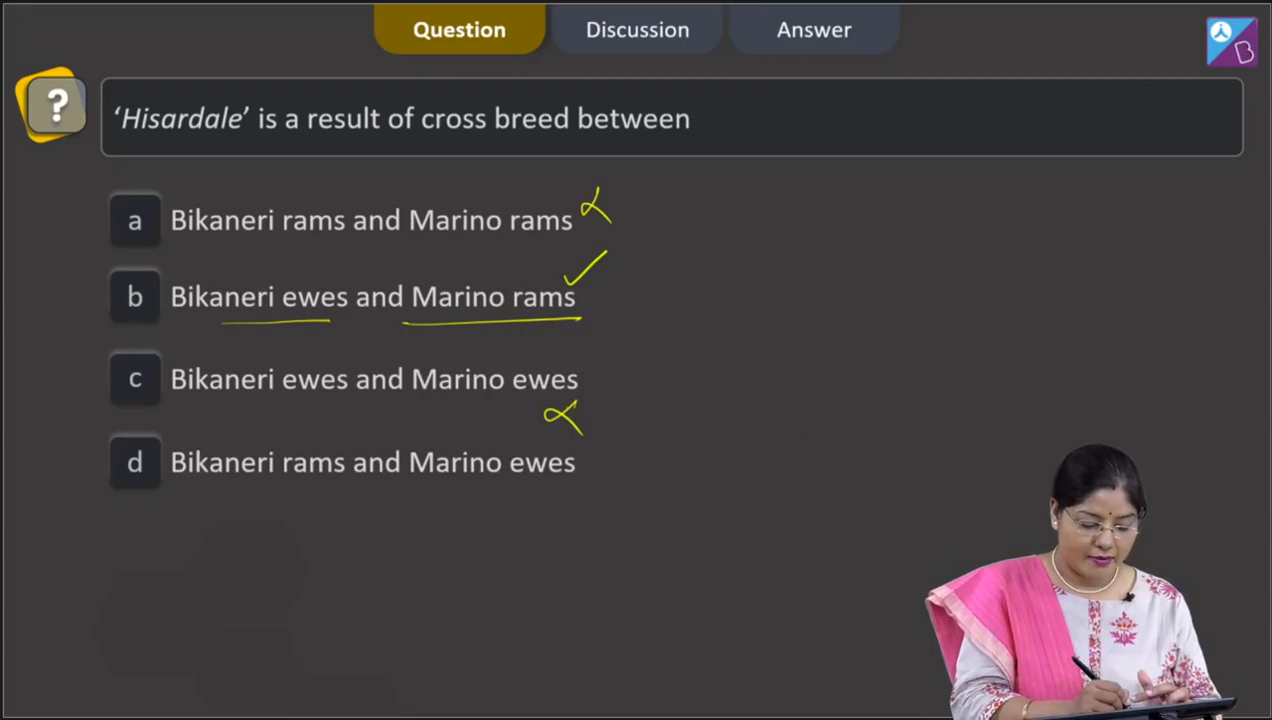 Question
Discussion
Answer
B
?
‘Hisardale’ is a result of cross breed between
a Bikaneri rams and Marino rams
b Bikaneri ewes and Marino rams
c Bikaneri ewes and Marino ewes
d Bikaneri rams and Marino ewes